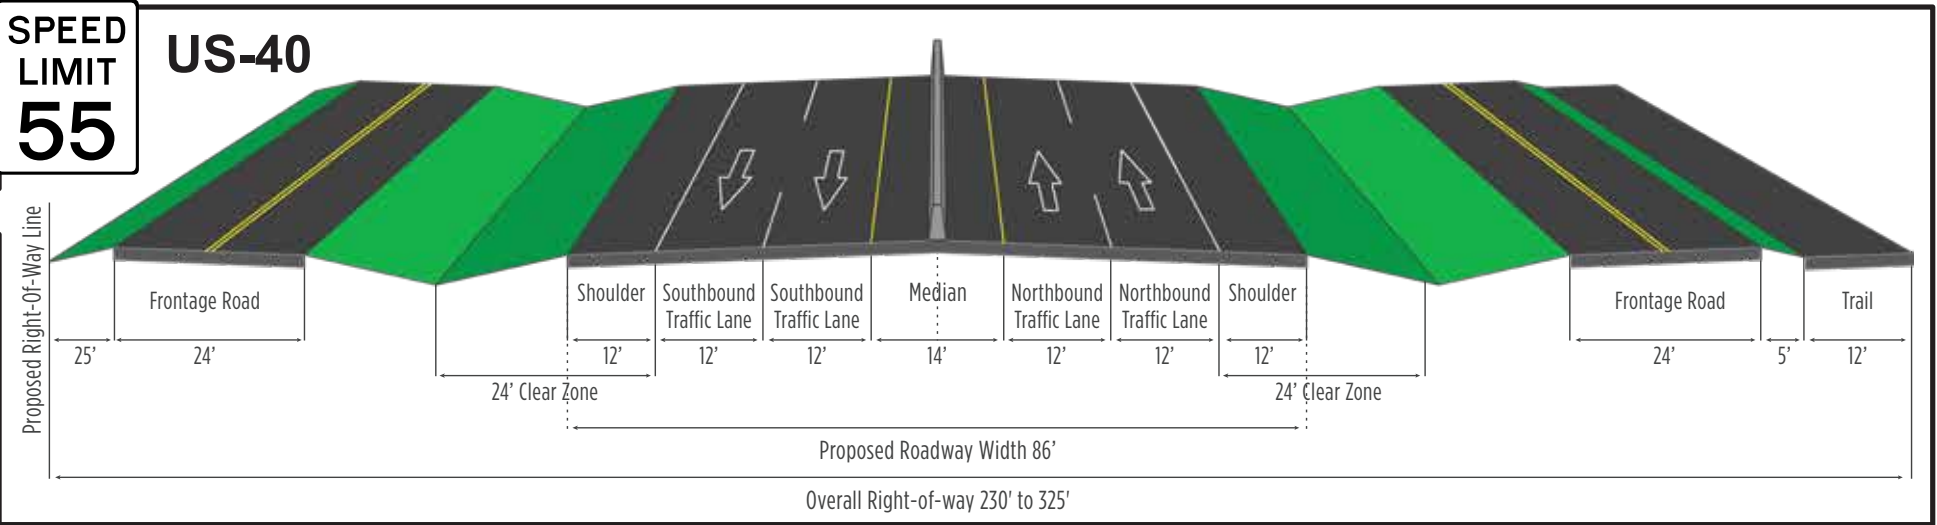 SPEED
LIMIT
55
US-40
Proposed Right-Of-Way Line
Frontage Road
Shoulder
Southbound
Traffic Lane
Southbound
Traffic Lane
Median
Northbound
Traffic Lane
Northbound
Traffic Lane
Shoulder
Frontage Road
Trail
25’
24’
12’
12’
12’
14’
12’
12’
12’
24’
5’
12’
24’ Clear Zone
24’ Clear Zone
Proposed Roadway Width 86’
Overall Right-of-way 230' to 325'